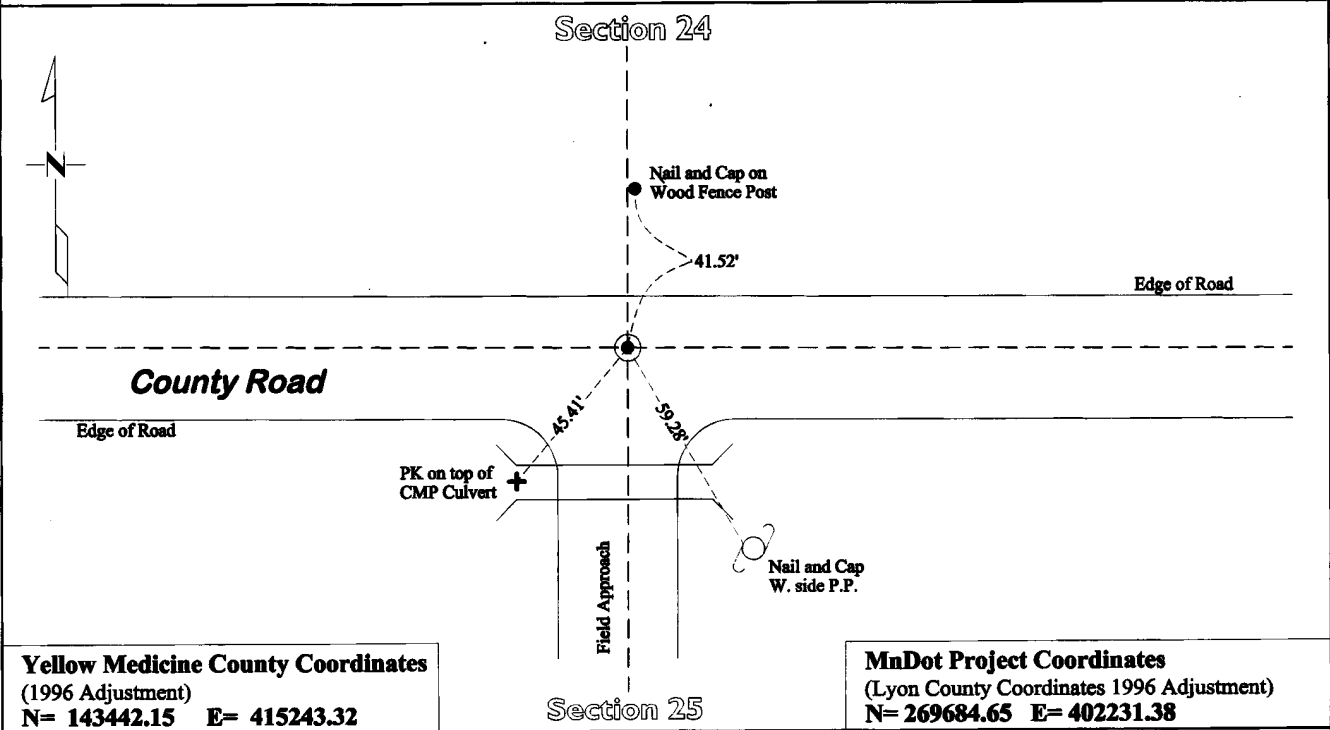 Section 24
N
Nail and Cap on
Wood Fence Post
41.52'
Edge of Road
County Road
Edge of Road
45.41'
59.28'
PK on top of
CMP Culvert
Nail and Cap
W. side P.P.
Field Approach
Section 25
Yellow Medicine County Coordinates
(1996 Adjustment)
N= 143442.15 E= 415243.32
MnDot Project Coordinates
(Lyon County Coordinates 1996 Adjustment)
N= 269684.65 E= 402231.38